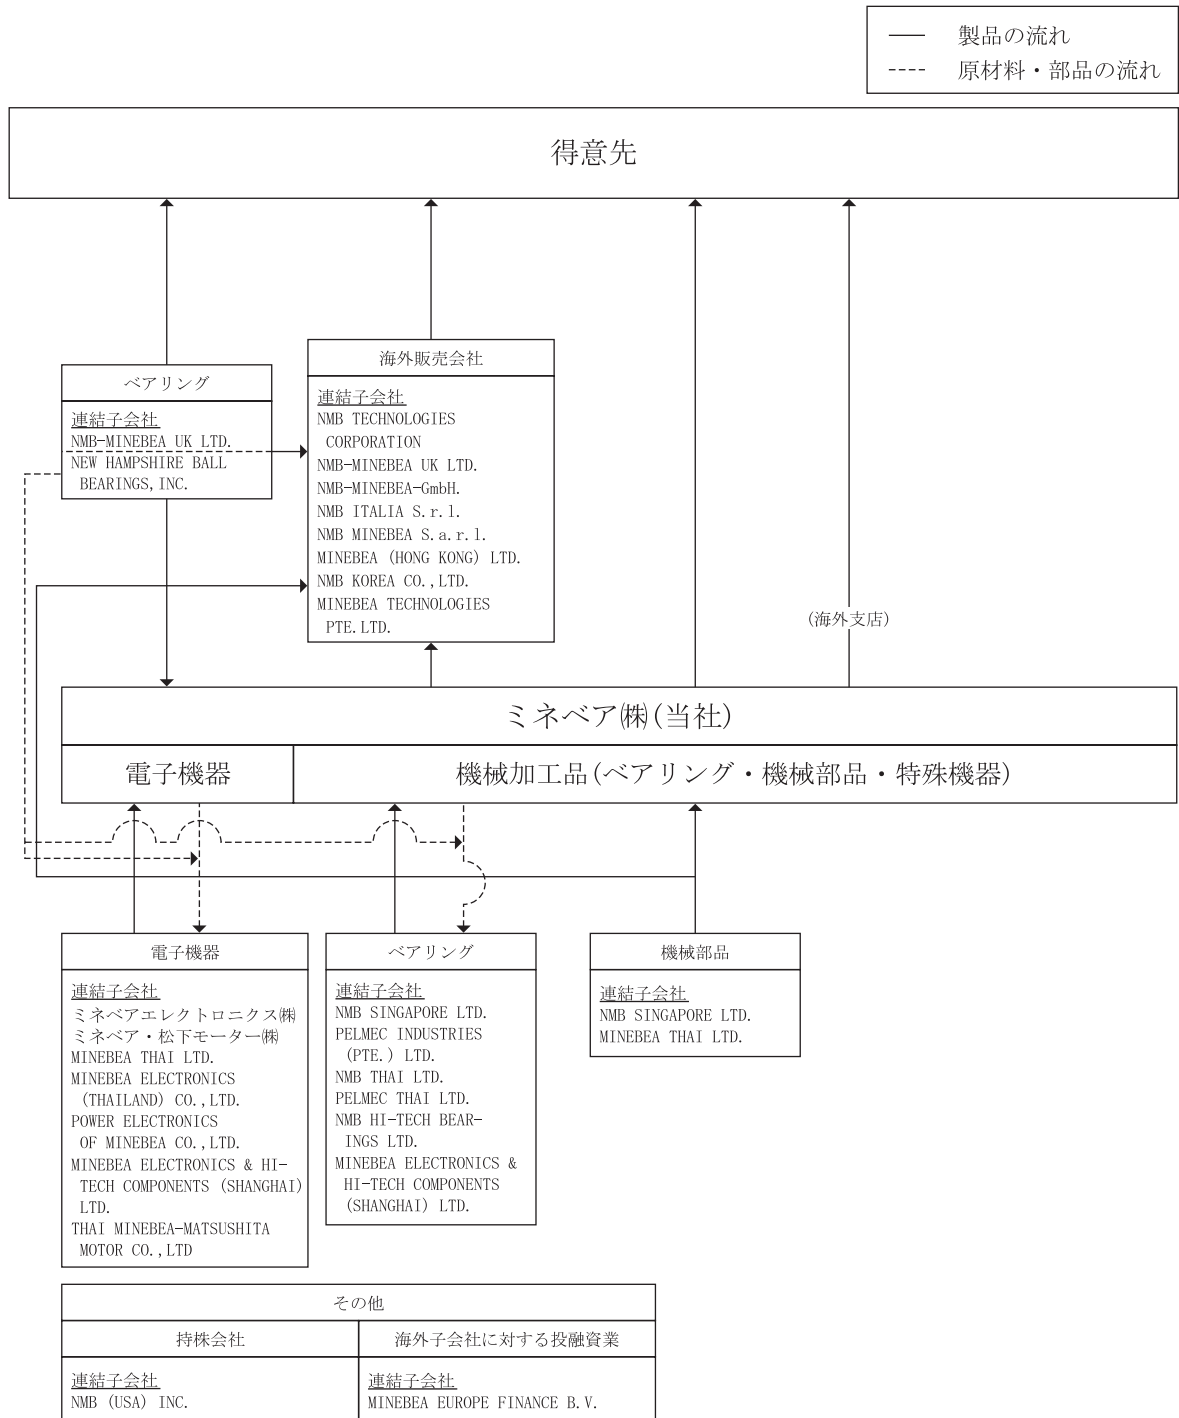 製品の流れ
原材料・部品の流れ
得意先
ベアリング
連結子会社
NMB-MINEBEA UK LTD.
NEW HAMPSHIRE BALL
BEARINGS, INC.
海外販売会社
連結子会社
NMB TECHNOLOGIES
CORPORATION
NMB-MINEBEA UK LTD.
NMB-MINEBEA-GmbH.
NMB ITALIA S.r.l.
NMB MINEBEA S.a.r.l.
MINEBEA (HONG KONG) LTD.
NMB KOREA CO.,LTD.
MINEBEA TECHNOLOGIES
PTE.LTD.
(海外支店)
ミネベア㈱(当社)
電子機器
機械加工品(ベアリング・機械部品・特殊機器)
電子機器
連結子会社
ミネベアエレクトロニクス㈱
ミネベア・松下モーター㈱
MINEBEA THAI LTD.
MINEBEA ELECTRONICS
(THAILAND) CO.,LTD.
POWER ELECTRONICS
OF MINEBEA CO.,LTD.
MINEBEA ELECTRONICS & HI-
TECH COMPONENTS (SHANGHAI)
LTD.
THAI MINEBEA-MATSUSHITA
MOTOR CO.,LTD
ベアリング
連結子会社
NMB SINGAPORE LTD.
PELMEC INDUSTRIES
(PTE.) LTD.
NMB THAI LTD.
PELMEC THAI LTD.
NMB HI-TECH BEAR-
INGS LTD.
MINEBEA ELECTRONICS &
HI-TECH COMPONENTS
(SHANGHAI) LTD.
機械部品
連結子会社
NMB SINGAPORE LTD.
MINEBEA THAI LTD.
その他
持株会社
海外子会社に対する投融資業
連結子会社
NMB (USA) INC.
連結子会社
MINEBEA EUROPE FINANCE B.V.